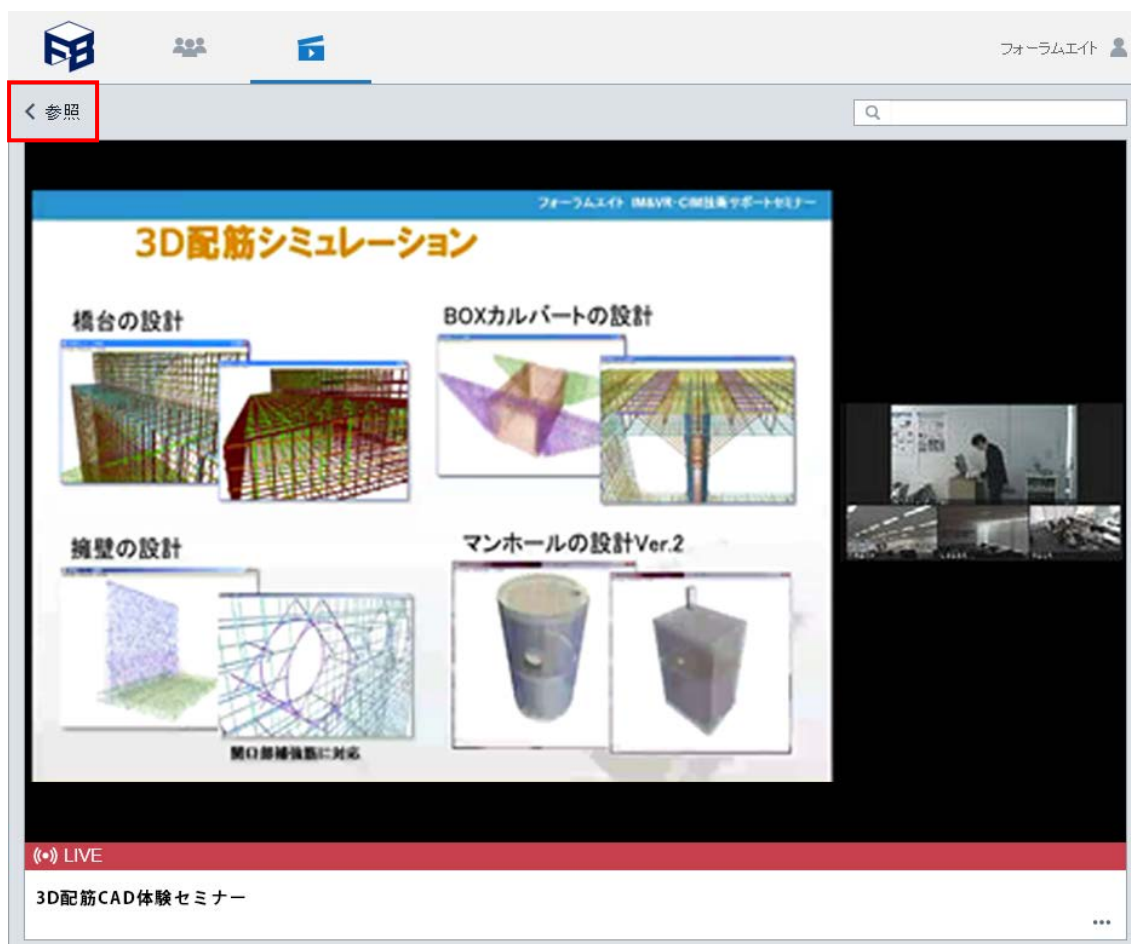 フォーラムエイト
参照
フォーラムエイト IM&VR・CIM技術サポートセミナー
3D配筋シミュレーション
橋台の設計
BOXカルバートの設計
擁壁の設計
マンホールの設計Ver.2
開口部補強筋に対応
LIVE
3D配筋CAD体験セミナー
...